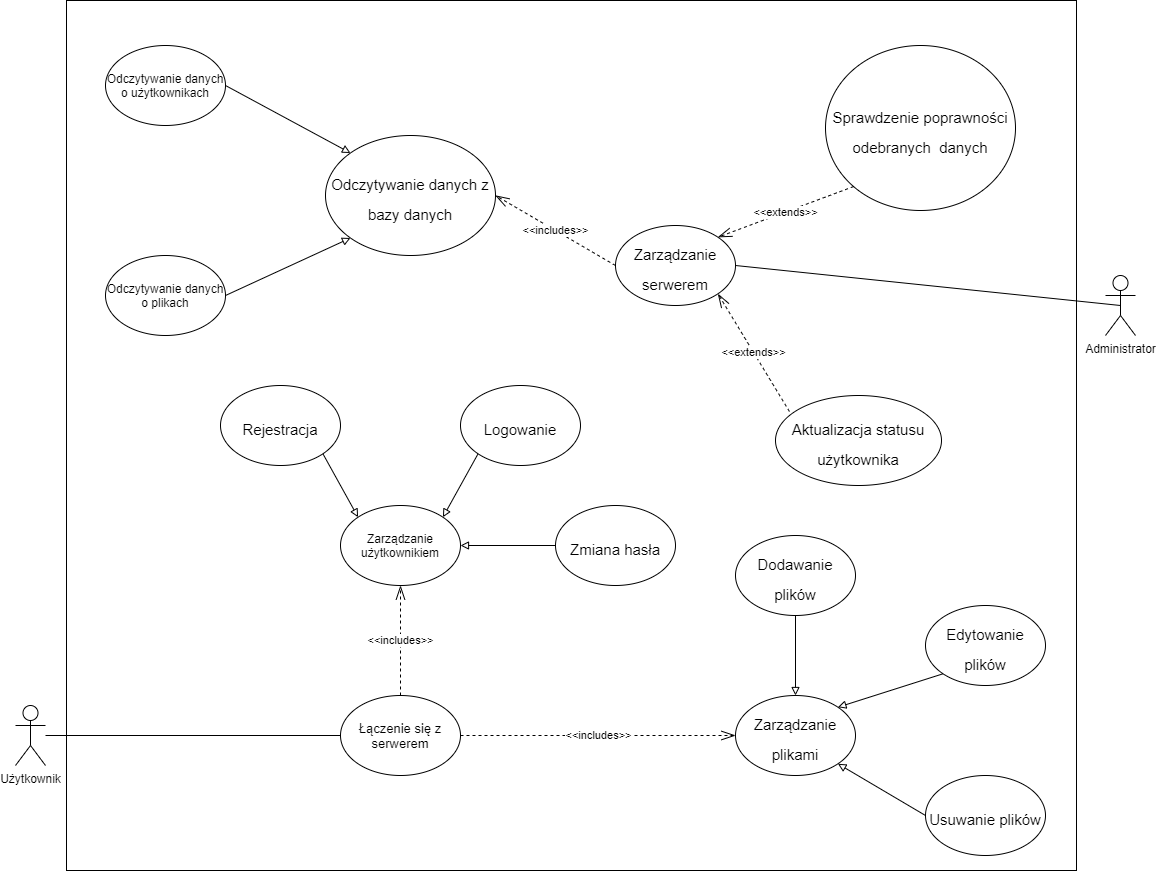 Odczytywanie danych
o użytkownikach
Sprawdzenie poprawności
odebranych danych
Odczytywanie danych z
bazy danych
<<extends>>
<<includes>>
Zarządzanie
serwerem
Odczytywanie danych
o plikach
Administrator
<<extends>>
Rejestracja
Logowanie
Aktualizacja statusu
użytkownika
Zarządzanie
użytkownikiem
Zmiana hasła
Dodawanie
plików
Edytowanie
plików
<<includes>>
Użytkownik
Łączenie się z
serwerem
<<includes>>
Zarządzanie
plikami
Usuwanie plików